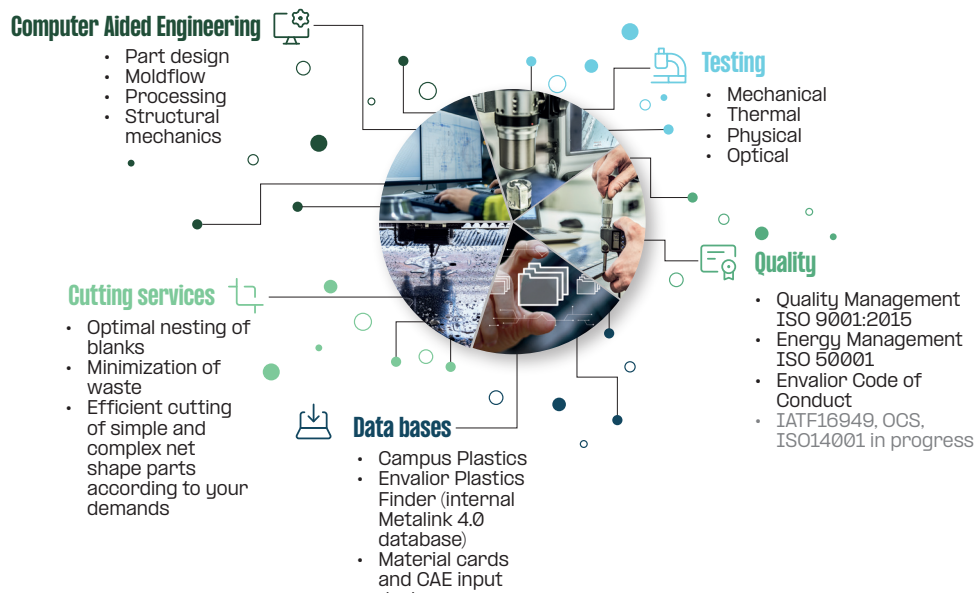 Computer Aided Engineering
• Part design
• Moldflow
• Processing
• Structural
mechanics
Testing
• Mechanical
• Thermal
• Physical
• Optical
Quality
• Quality Management
ISO 9001:2015
• Energy Management
ISO 50001
• Envalior Code of
Conduct
• IATF16949, OCS,
ISO14001 in progress
Cutting services
• Optimal nesting of
blanks
• Minimization of
waste
• Efficient cutting
of simple and
complex net
shape parts
according to your
demands
Data bases
• Campus Plastics
• Envalior Plastics
Finder (internal
Metalink 4.0
database)
• Material cards
and CAE input